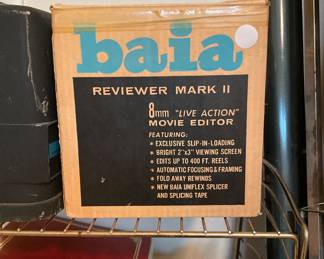 baia
REVIEWER MARK II
8mm "LIVE ACTION"
MOVIE EDITOR
FEATURING:
• EXCLUSIVE SLIP-IN-LOADING
• BRIGHT 2"x3" VIEWING SCREEN
• EDITS UP TO 400 FT. REELS
• AUTOMATIC FOCUSING & FRAMING
• FOLD AWAY REWINDS
• NEW BAIA UNIFLEX SPLICER
AND SPLICING TAPE